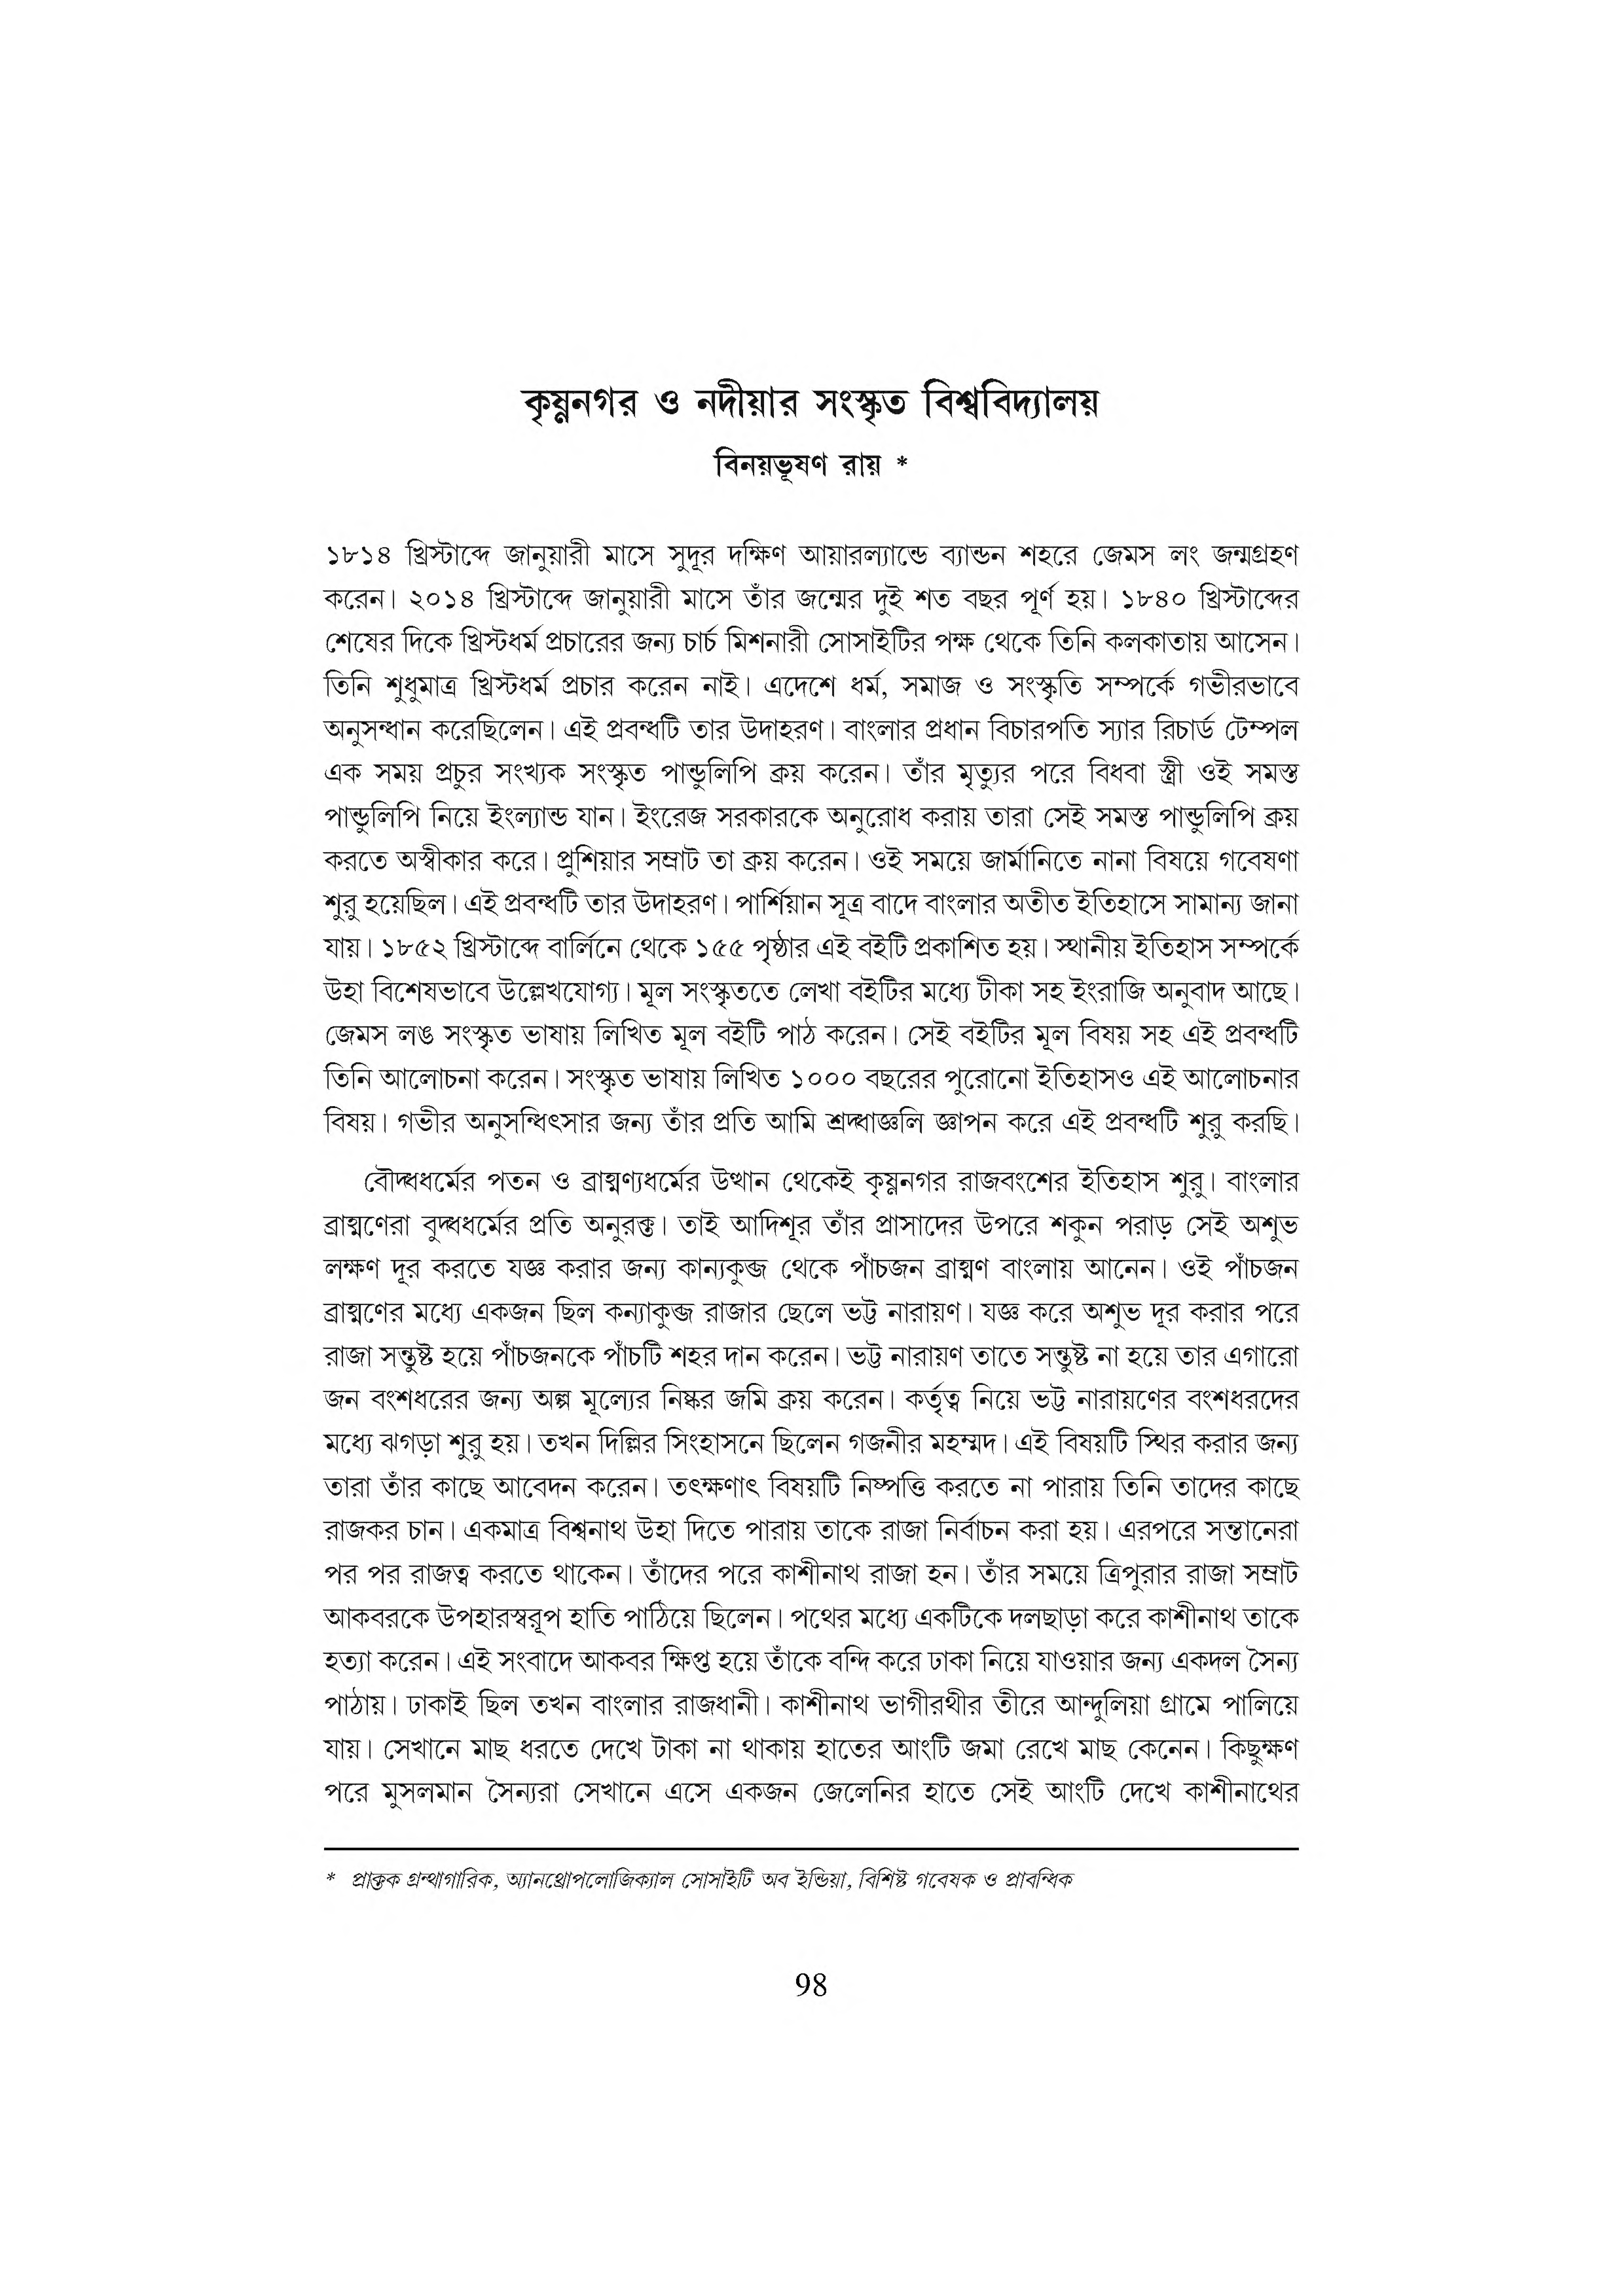 কৃষ্ণনগর ও নদীয়ার সংস্কৃত বিশ্ববিদ্যালয়
বিনয়ভূষণ রায় *
১৮১৪ খ্রিস্টাব্দে জানুয়ারী মাসে সুদূর দক্ষিণ আয়ারল্যান্ডে ব্যান্ডন শহরে জেমস লং জন্মগ্রহণ
করেন। ২০১৪ খ্রিস্টাব্দে জানুয়ারী মাসে তাঁর জন্মের দুই শত বছর পূর্ণ হয়। ১৮৪০ খ্রিস্টাব্দের
শেষের দিকে খ্রিস্টধর্ম প্রচারের জন্য চার্চ মিশনারী সোসাইটির পক্ষ থেকে তিনি কলকাতায় আসেন।
তিনি শুধুমাত্র খ্রিস্টধর্ম প্রচার করেন নাই। এদেশে ধর্ম, সমাজ ও সংস্কৃতি সম্পর্কে গভীরভাবে
অনুসন্ধান করেছিলেন। এই প্রবন্ধটি তার উদাহরণ। বাংলার প্রধান বিচারপতি স্যার রিচার্ড টেম্পল
এক সময় প্রচুর সংখ্যক সংস্কৃত পান্ডুলিপি ক্রয় করেন। তাঁর মৃত্যুর পরে বিধবা স্ত্রী ওই সমস্ত
পান্ডুলিপি নিয়ে ইংল্যান্ড যান। ইংরেজ সরকারকে অনুরোধ করায় তারা সেই সমস্ত পান্ডুলিপি ক্রয়
করতে অস্বীকার করে। প্রুশিয়ার সম্রাট তা ক্রয় করেন। ওই সময়ে জার্মানিতে নানা বিষয়ে গবেষণা
শুরু হয়েছিল। এই প্রবন্ধটি তার উদাহরণ। পার্শিয়ান সূত্র বাদে বাংলার অতীত ইতিহাসে সামান্য জানা
যায়। ১৮৫২ খ্রিস্টাব্দে বার্লিনে থেকে ১৫৫ পৃষ্ঠার এই বইটি প্রকাশিত হয়। স্থানীয় ইতিহাস সম্পর্কে
উহা বিশেষভাবে উল্লেখযোগ্য। মূল সংস্কৃততে লেখা বইটির মধ্যে টীকা সহ ইংরাজি অনুবাদ আছে।
জেমস লঙ সংস্কৃত ভাষায় লিখিত মূল বইটি পাঠ করেন। সেই বইটির মূল বিষয় সহ এই প্রবন্ধটি
তিনি আলোচনা করেন। সংস্কৃত ভাষায় লিখিত ১০০০ বছরের পুরোনো ইতিহাসও এই আলোচনার
বিষয়। গভীর অনুসন্ধিৎসার জন্য তাঁর প্রতি আমি শ্রদ্ধাজ্ঞলি জ্ঞাপন করে এই প্রবন্ধটি শুরু করছি।
বৌদ্ধধর্মের পতন ও ব্রাহ্মণ্যধর্মের উত্থান থেকেই কৃষ্ণনগর রাজবংশের ইতিহাস শুরু। বাংলার
ব্রাহ্মণেরা বুদ্ধধর্মের প্রতি অনুরক্ত। তাই আদিশূর তাঁর প্রাসাদের উপরে শকুন পরাড় সেই অশুভ
লক্ষণ দূর করতে যজ্ঞ করার জন্য কান্যকুব্জ থেকে পাঁচজন ব্রাহ্মণ বাংলায় আনেন। ওই পাঁচজন
ব্রাহ্মণের মধ্যে একজন ছিল কন্যাকুব্জ রাজার ছেলে ভট্ট নারায়ণ। যজ্ঞ করে অশুভ দূর করার পরে
রাজা সন্তুষ্ট হয়ে পাঁচজনকে পাঁচটি শহর দান করেন। ভট্ট নারায়ণ তাতে সন্তুষ্ট না হয়ে তার এগারো
জন বংশধরের জন্য অল্প মূল্যের নিষ্কর জমি ক্রয় করেন। কর্তৃত্ব নিয়ে ভট্ট নারায়ণের বংশধরদের
মধ্যে ঝগড়া শুরু হয়। তখন দিল্লির সিংহাসনে ছিলেন গজনীর মহম্মদ। এই বিষয়টি স্থির করার জন্য
তারা তাঁর কাছে আবেদন করেন। তৎক্ষণাৎ বিষয়টি নিষ্পত্তি করতে না পারায় তিনি তাদের কাছে
রাজকর চান। একমাত্র বিশ্বনাথ উহা দিতে পারায় তাকে রাজা নির্বাচন করা হয়। এরপরে সন্তানেরা
পর পর রাজত্ব করতে থাকেন। তাঁদের পরে কাশীনাথ রাজা হন। তাঁর সময়ে ত্রিপুরার রাজা সম্রাট
আকবরকে উপহারস্বরূপ হাতি পাঠিয়ে ছিলেন। পথের মধ্যে একটিকে দলছাড়া করে কাশীনাথ তাকে
হত্যা করেন। এই সংবাদে আকবর ক্ষিপ্ত হয়ে তাঁকে বন্দি করে ঢাকা নিয়ে যাওয়ার জন্য একদল সৈন্য
পাঠায়। ঢাকাই ছিল তখন বাংলার রাজধানী। কাশীনাথ ভাগীরথীর তীরে আন্দুলিয়া গ্রামে পালিয়ে
যায়। সেখানে মাছ ধরতে দেখে টাকা না থাকায় হাতের আংটি জমা রেখে মাছ কেনেন। কিছুক্ষণ
পরে মুসলমান সৈন্যরা সেখানে এসে একজন জেলেনির হাতে সেই আংটি দেখে কাশীনাথের
* প্রাক্তক গ্রন্থাগারিক, অ্যানথ্রোপলোজিক্যাল সোসাইটি অব ইন্ডিয়া, বিশিষ্ট গবেষক ও প্রাবন্ধিক
98